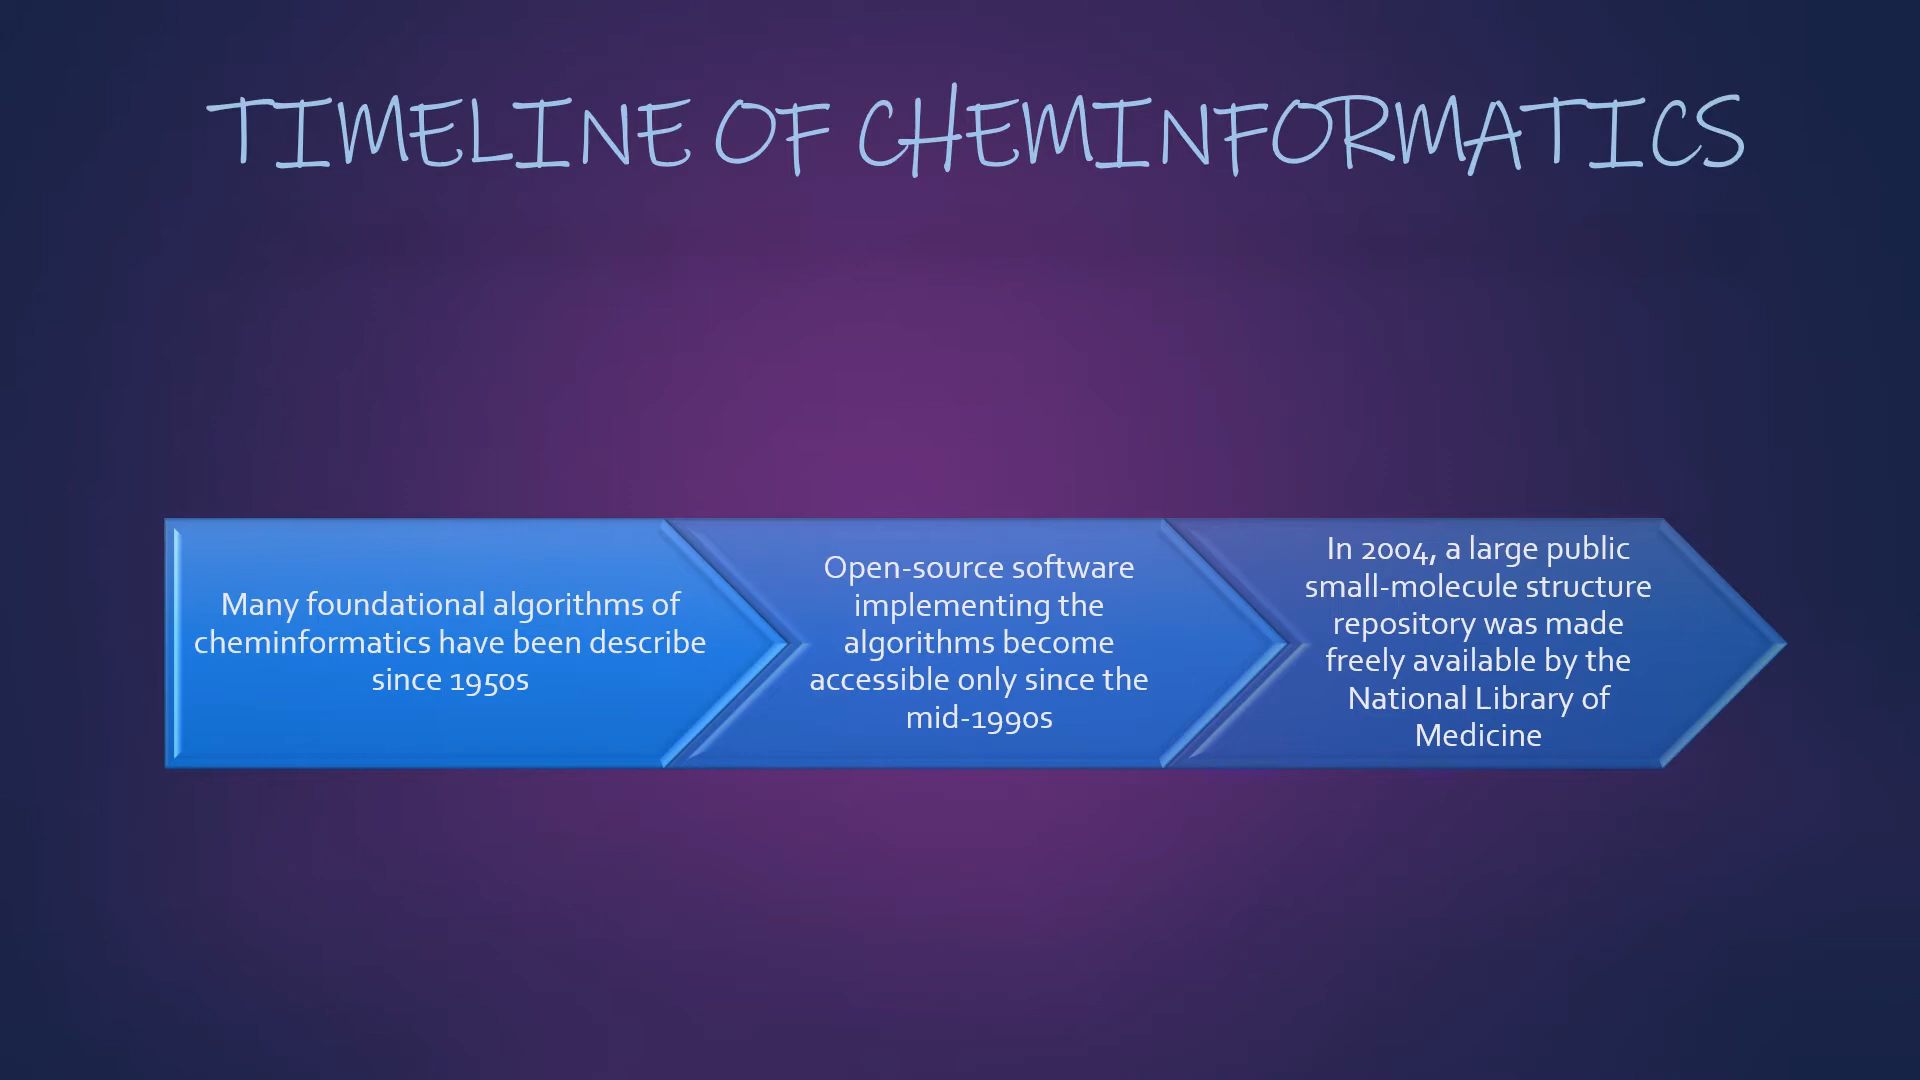 TIMELINE OF CHEMINFORMATICS
Many foundational algorithms of
cheminformatics have been describe
since 1950s
Open-source software
implementing the
algorithms become
accessible only since the
mid-1990s
In 2004, a large public
small-molecule structure
repository was made
freely available by the
National Library of
Medicine